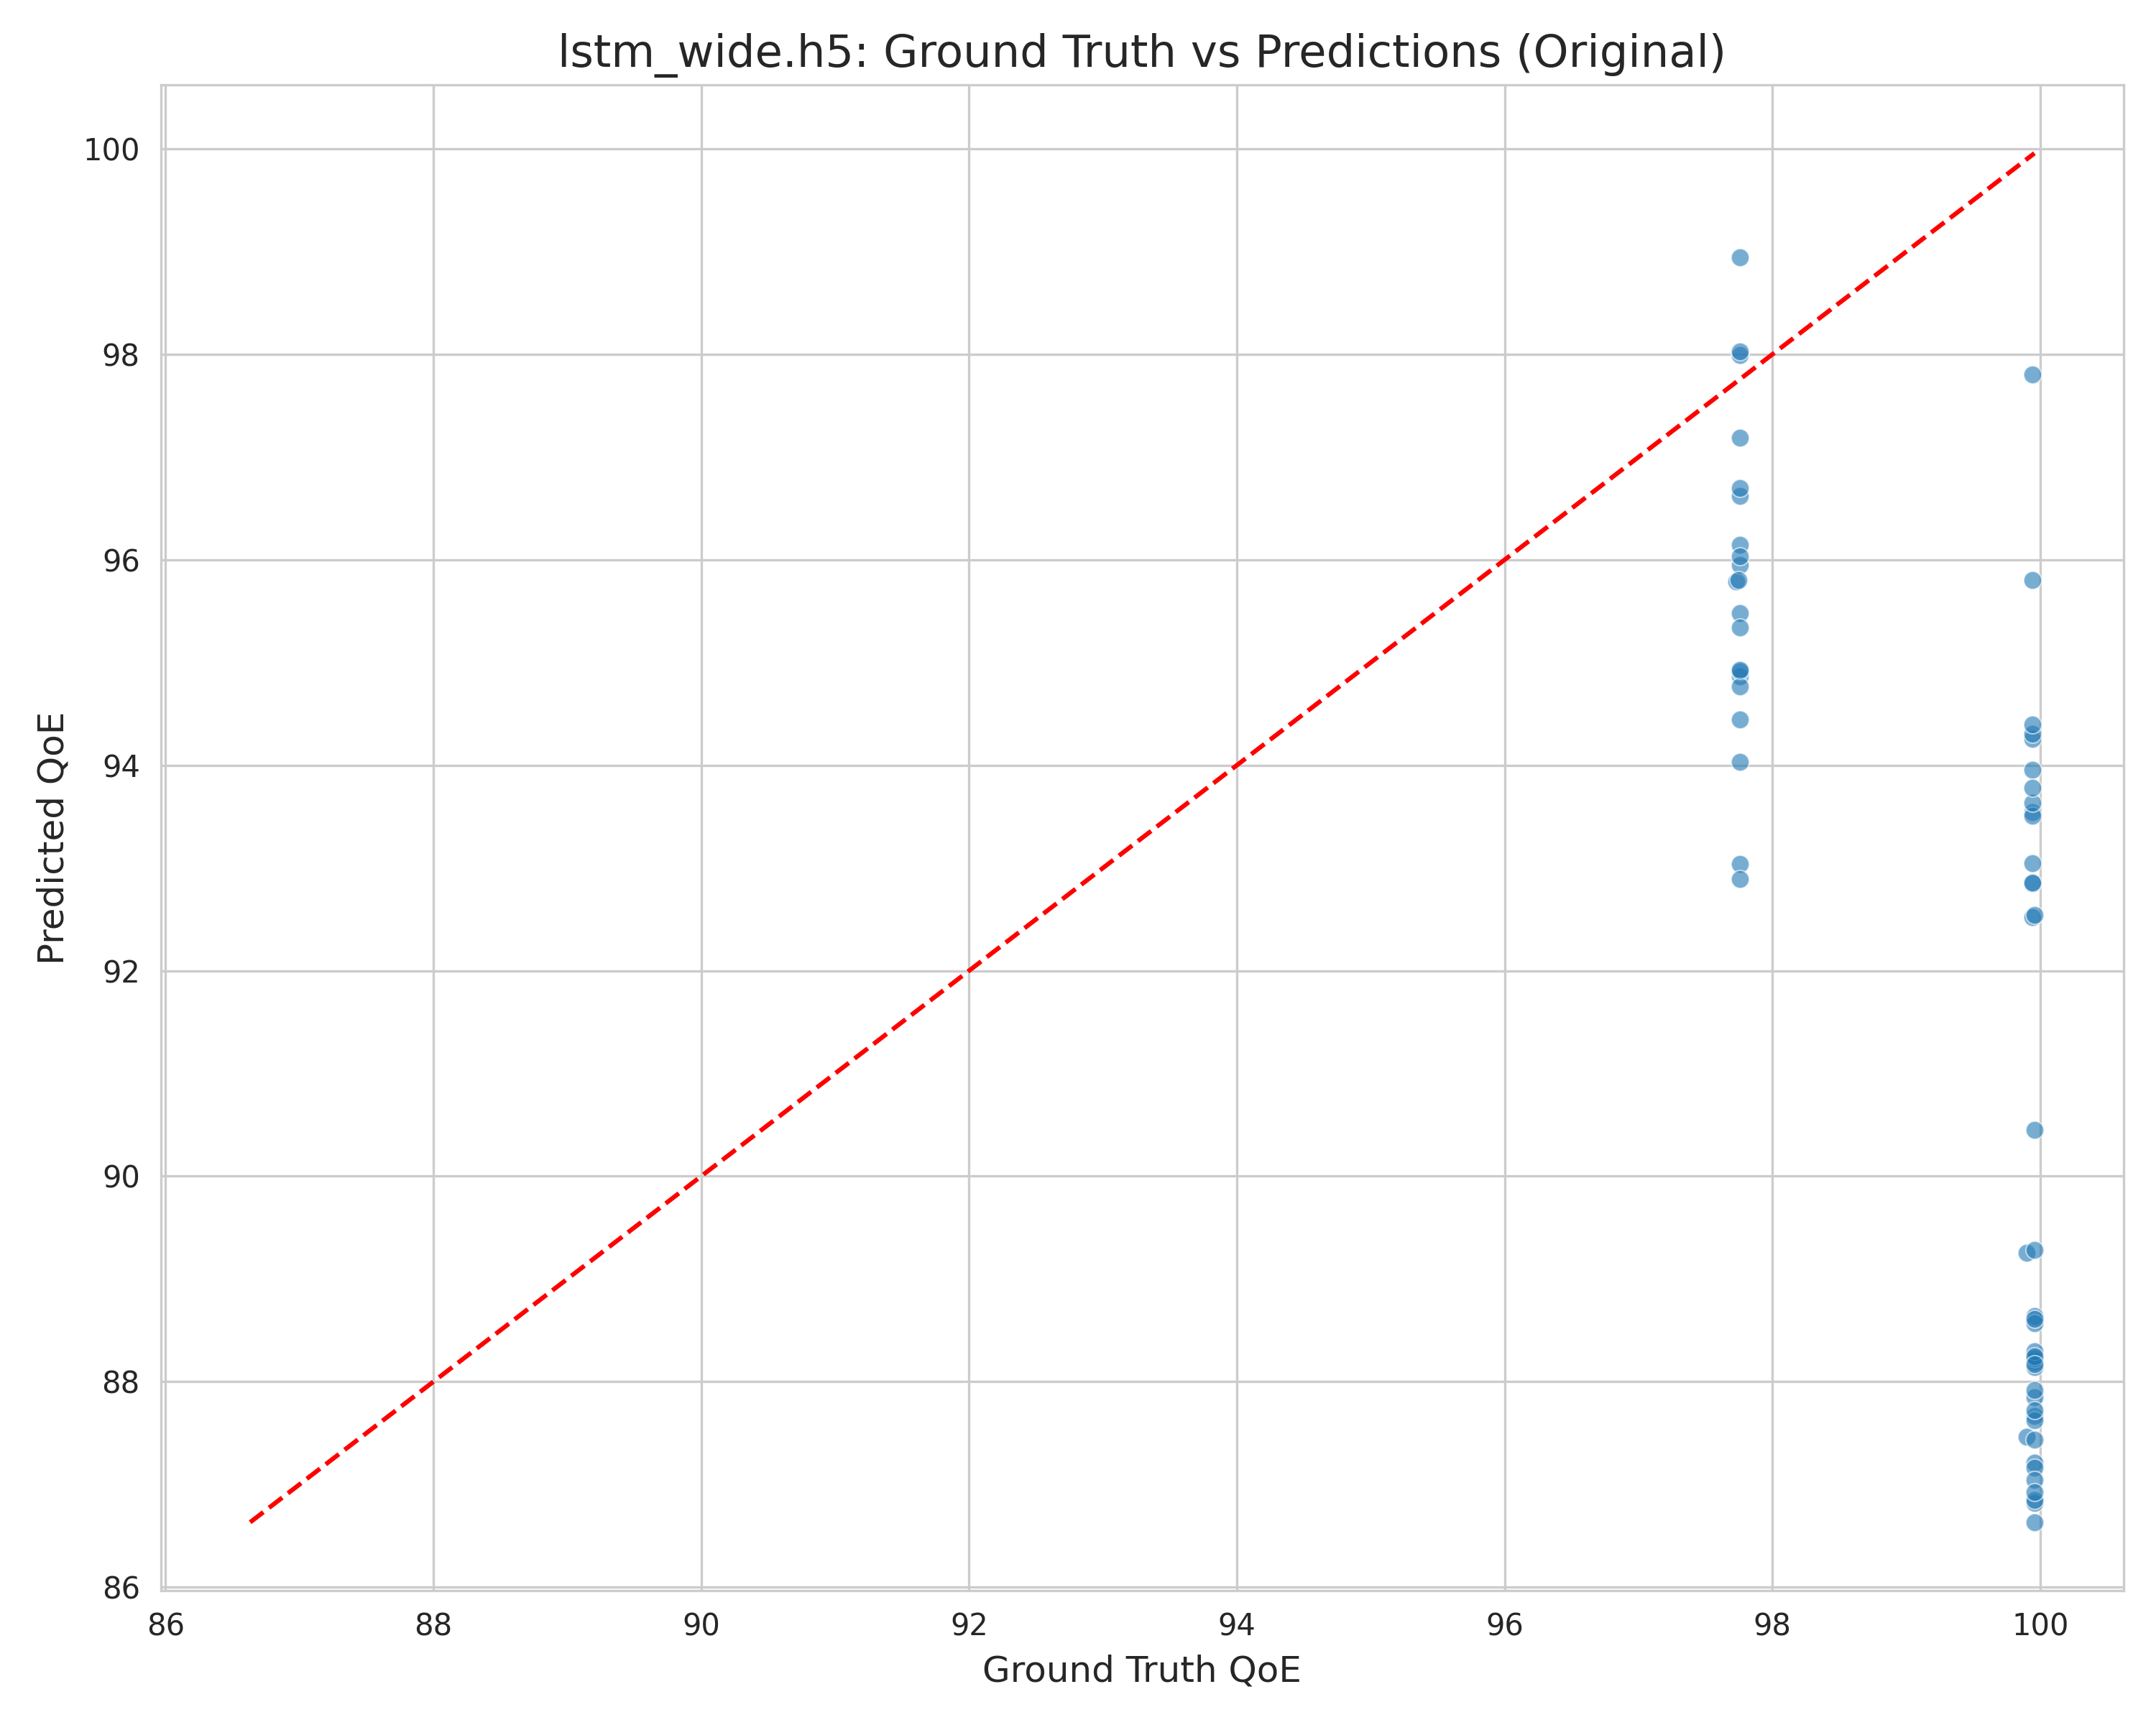 lstm_wide.h5: Ground Truth vs Predictions (Original)
100
98
96
94
92
90
88
86
Predicted QoE
86 88 90 92 94 96 98 100
Ground Truth QoE